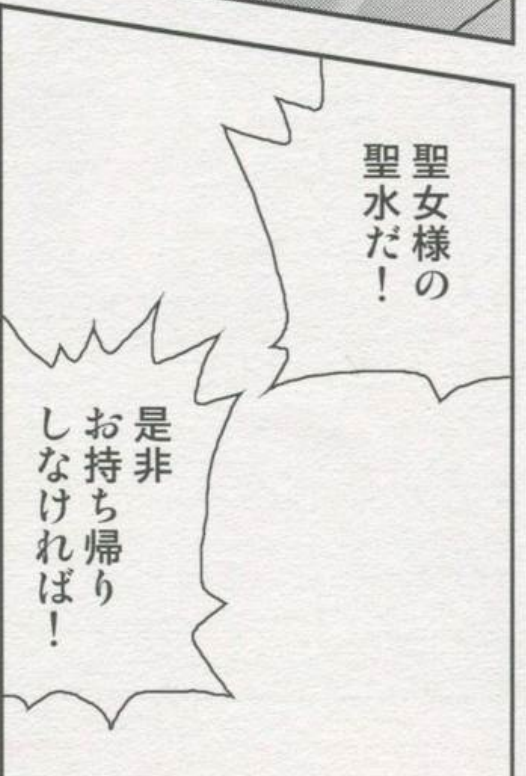 聖女様の
聖水だ！
是非
お持ち帰り
しなければ！